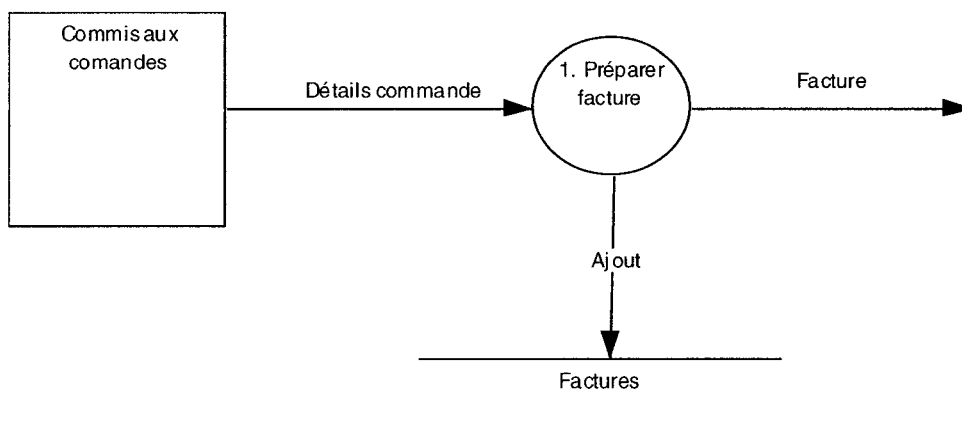 Commis aux
comandes
Détails commande
1. Préparer
facture
Facture
Ajout
Factures